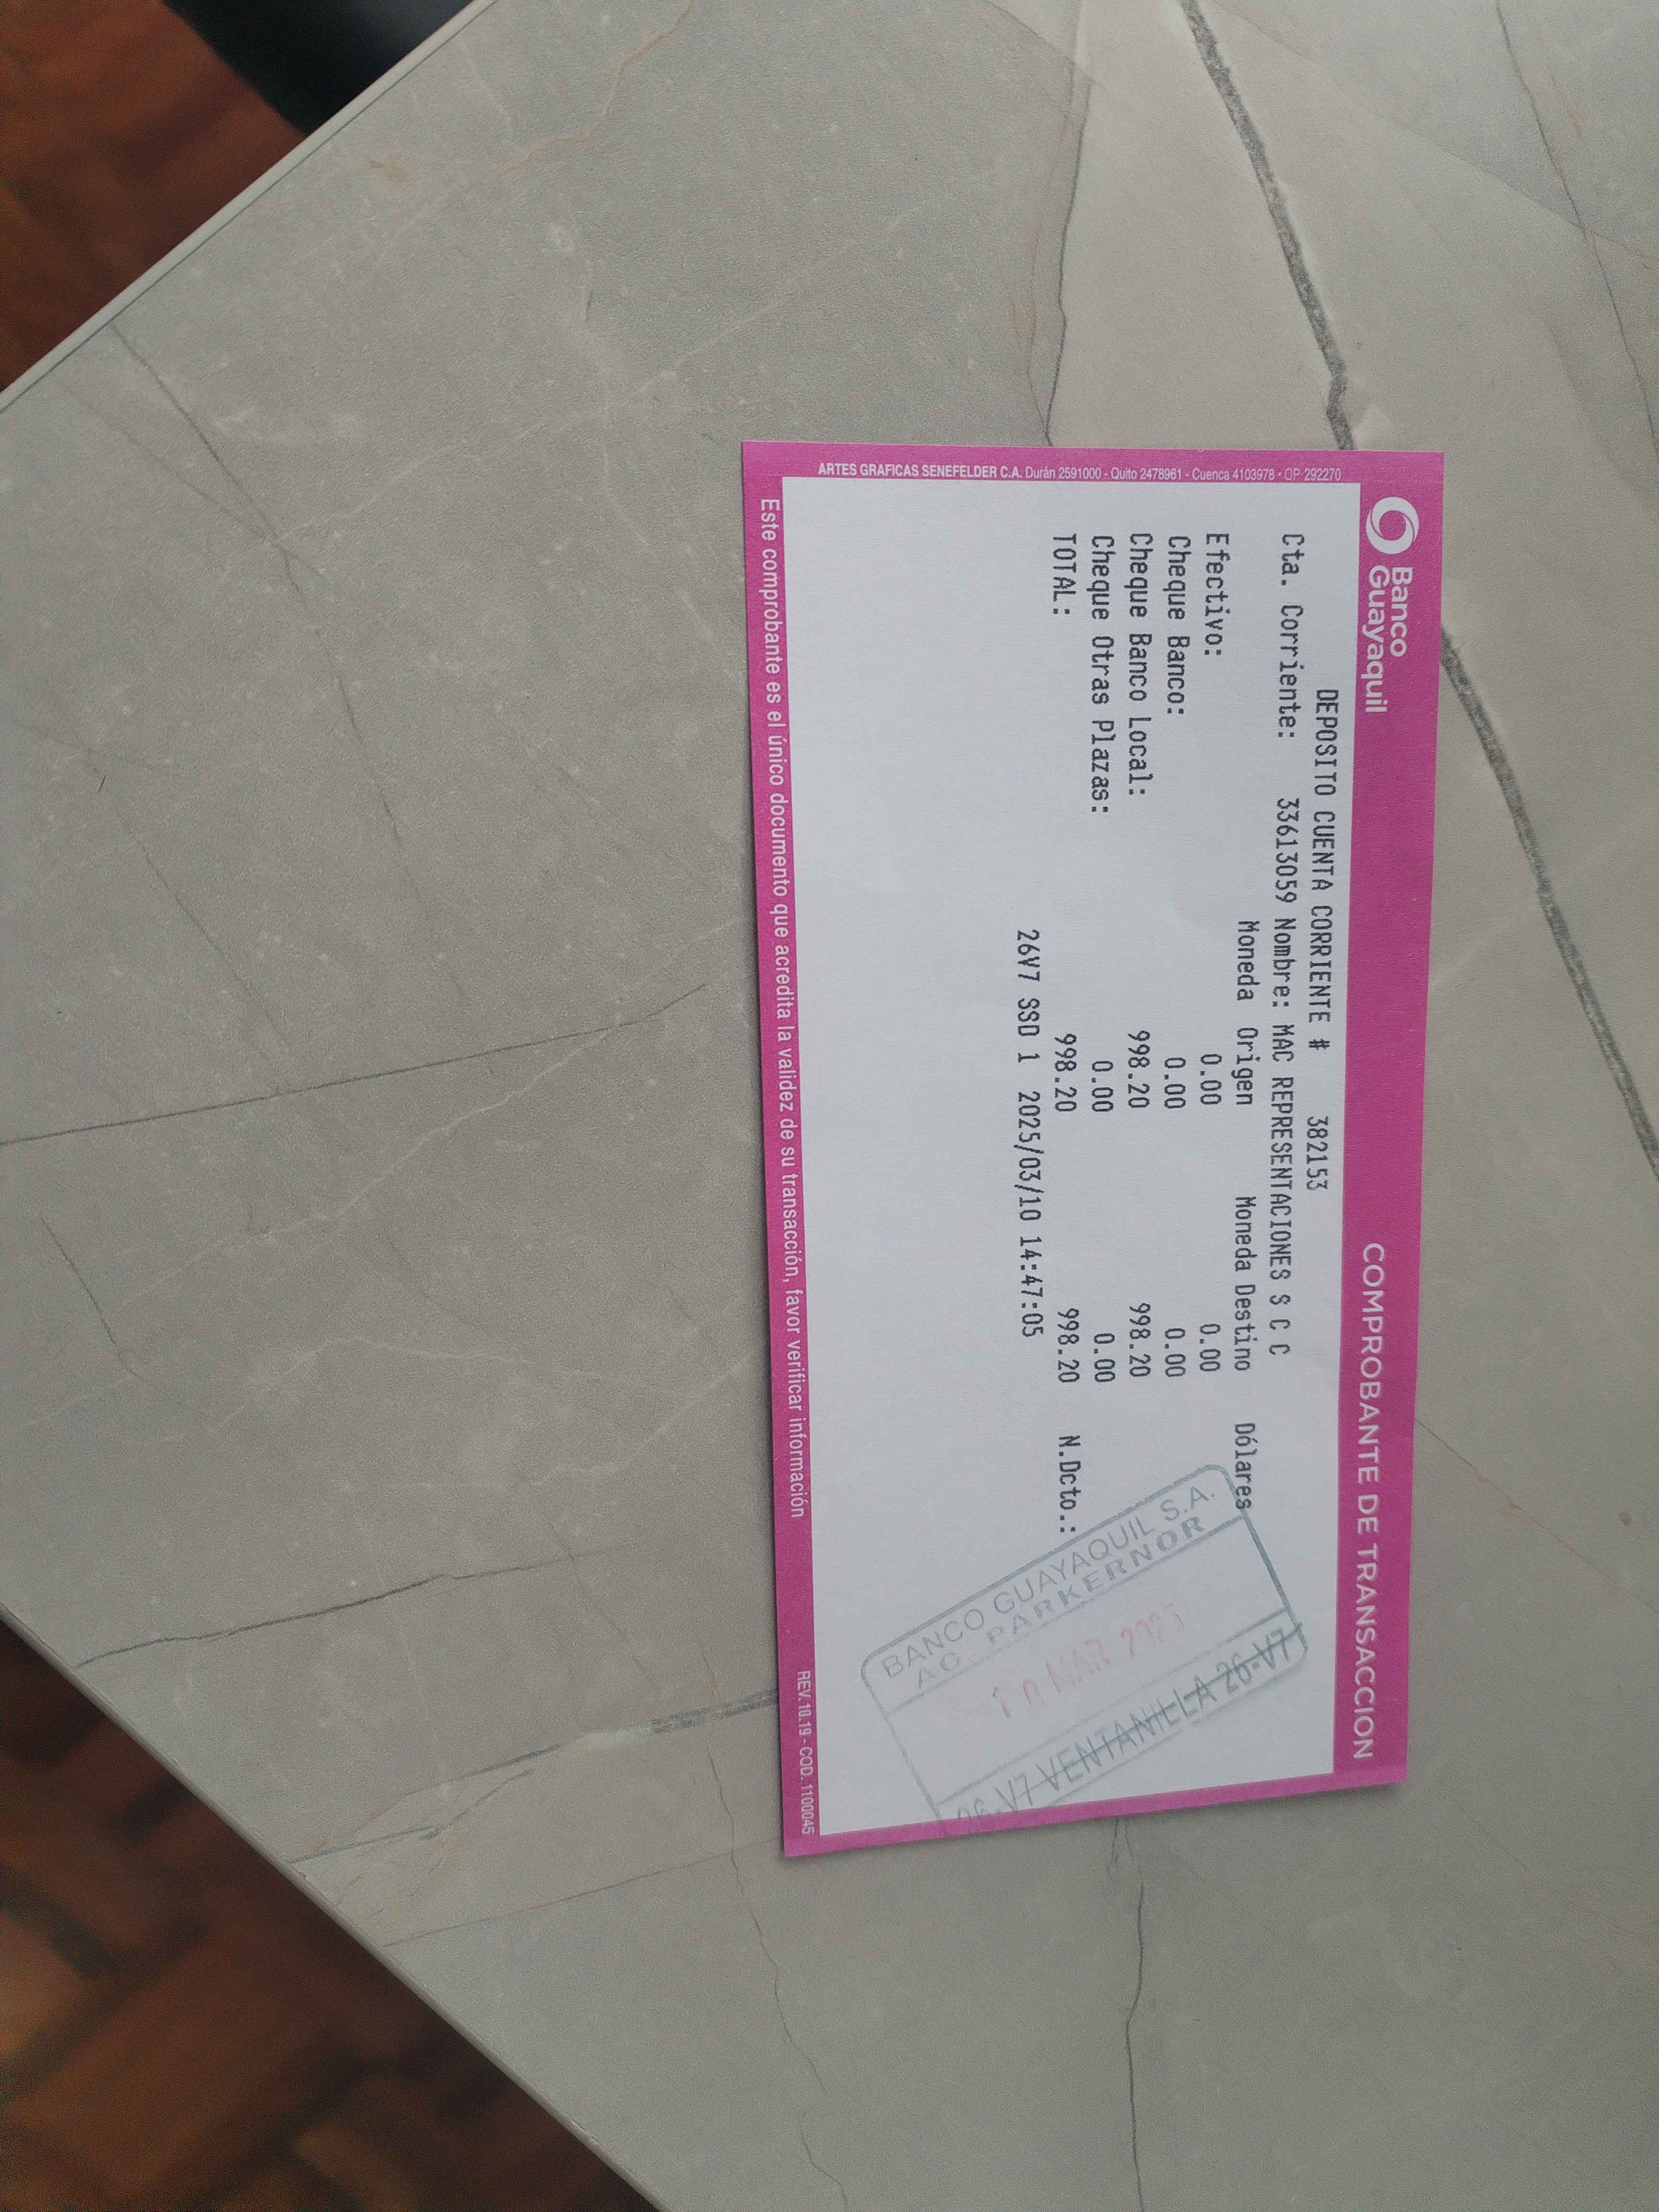 Banco
Guayaquil
COMPROBANTE DE TRANSACCION
ARTES GRAFICAS SENEFELDER C.A. Durán 2591000 - Quito 2478961 - Cuenca 4103978 • OP 292270
DEPOSITO CUENTA CORRIENTE # 382153
Cta. Corriente: 33613059 Nombre: MAC REPRESENTACIONES S C C
Moneda Origen Moneda Destino Dólares
Efectivo: 0.00 0.00
Cheque Banco: 0.00 0.00
Cheque Banco Local: 998.20 998.20
Cheque Otras Plazas: 0.00 0.00
TOTAL: 998.20 998.20 N.Dcto.:
26V7 SSD 1 2025/03/10 14:47:05
BANCO GUAYAQUIL S.A.
AG PARKERNOR
10 MAR 2025
26-V7 VENTANILLA 26-V7
Este comprobante es el único documento que acredita la validez de su transacción, favor verificar información
REV.10.19 - COD. 1100045